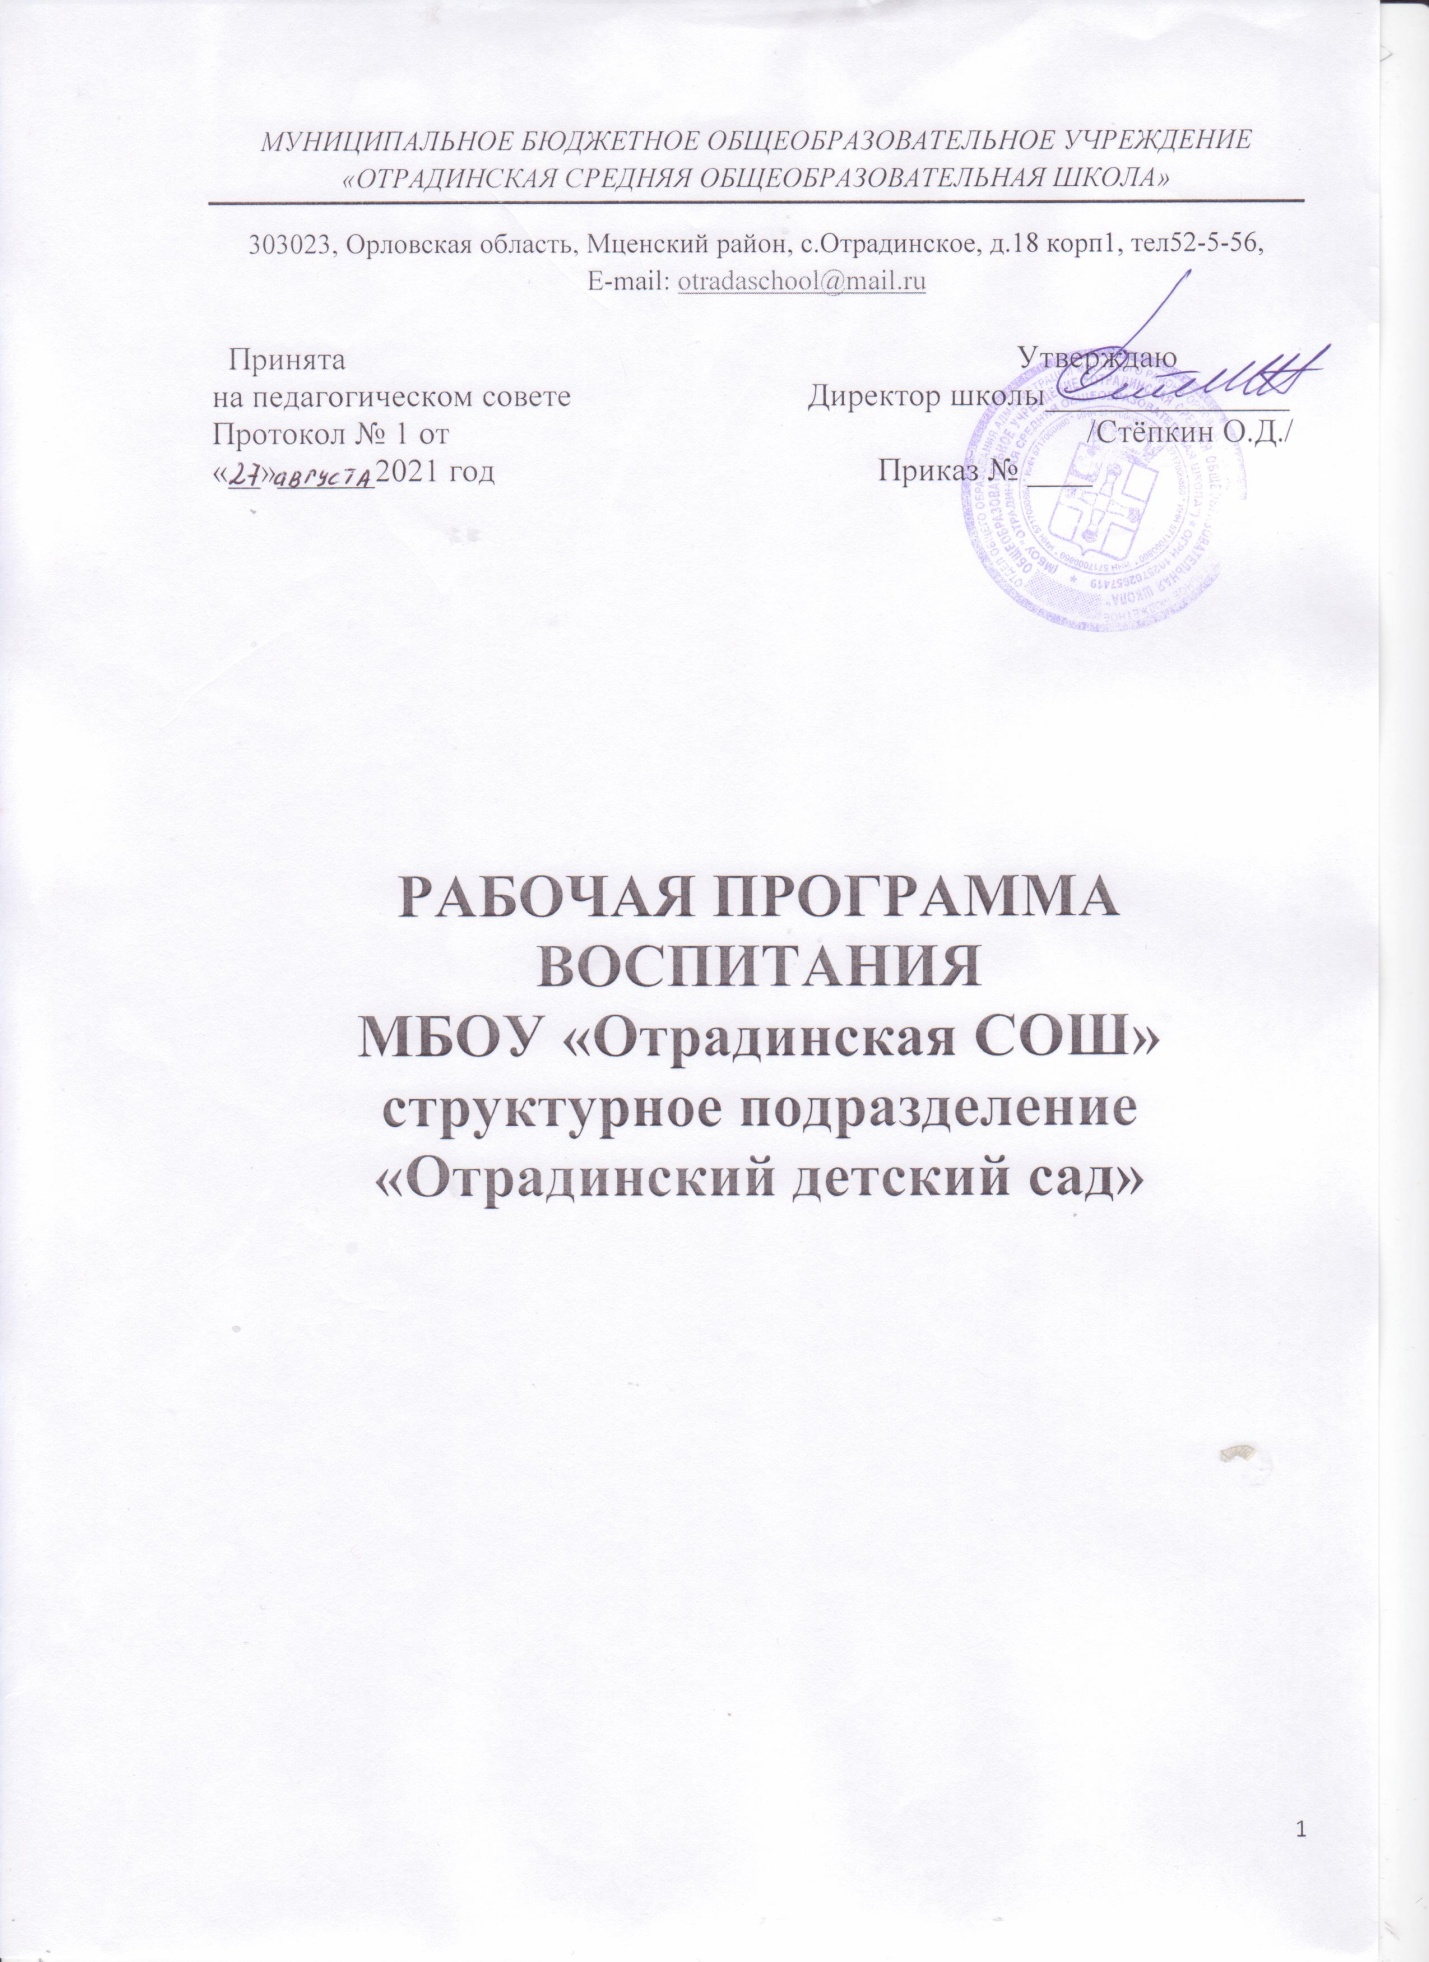 МУНИЦИПАЛЬНОЕ БЮДЖЕТНОЕ ОБЩЕОБРАЗОВАТЕЛЬНОЕ УЧРЕЖДЕНИЕ
«ОТРАДИНСКАЯ СРЕДНЯЯ ОБЩЕОБРАЗОВАТЕЛЬНАЯ ШКОЛА»
303023, Орловская область, Мценский район, с.Отрадинское, д.18 корп1, тел52-5-56,
E-mail: otradaschool@mail.ru
Принята
на педагогическом совете
Протокол № 1 от
«27»августа2021 год
Утверждаю
Директор школы
/Стёпкин О.Д./
Приказ № ____
РАБОЧАЯ ПРОГРАММА
ВОСПИТАНИЯ
МБОУ «Отрадинская СОШ»
структурное подразделение
«Отрадинский детский сад»
1